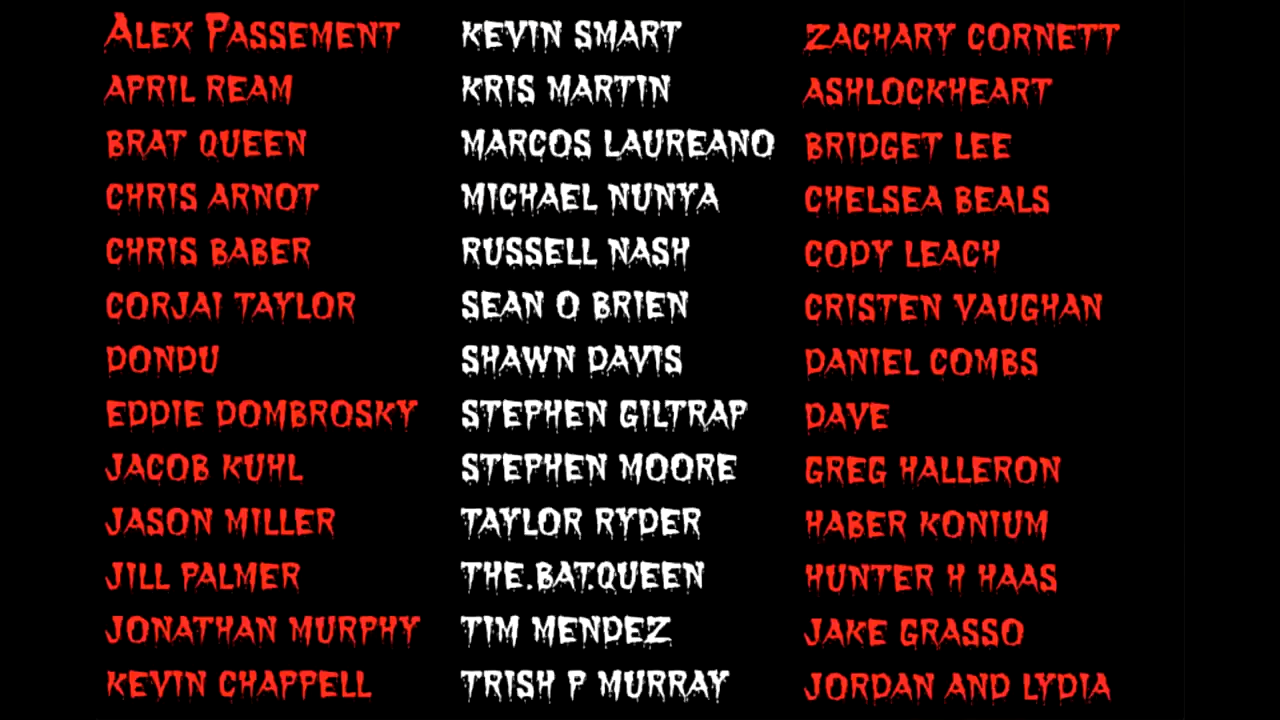 Alex Passement
APRIL REAM
BRAT QUEEN
CHRIS ARNOT
CHRIS BABER
CORJAI TAYLOR
DONDU
EDDIE DOMBROSKY
JACOB KUHL
JASON MILLER
JILL PALMER
JONATHAN MURPHY
KEVIN CHAPPELL
KEVIN SMART
KRIS MARTIN
MARCOS LAUREANO
MICHAEL NUNYA
RUSSELL NASH
SEAN O BRIEN
SHAWN DAVIS
STEPHEN GILTRAP
STEPHEN MOORE
TAYLOR RYDER
THE.BAT.QUEEN
TIM MENDEZ
TRISH P MURRAY
ZACHARY CORNETT
ASHLOCKHEART
BRIDGET LEE
CHELSEA BEALS
CODY LEACH
CRISTEN VAUGHAN
DANIEL COMBS
DAVE
GREG HALLERON
HABER KONIUM
HUNTER H HAAS
JAKE GRASSO
JORDAN AND LYDIA